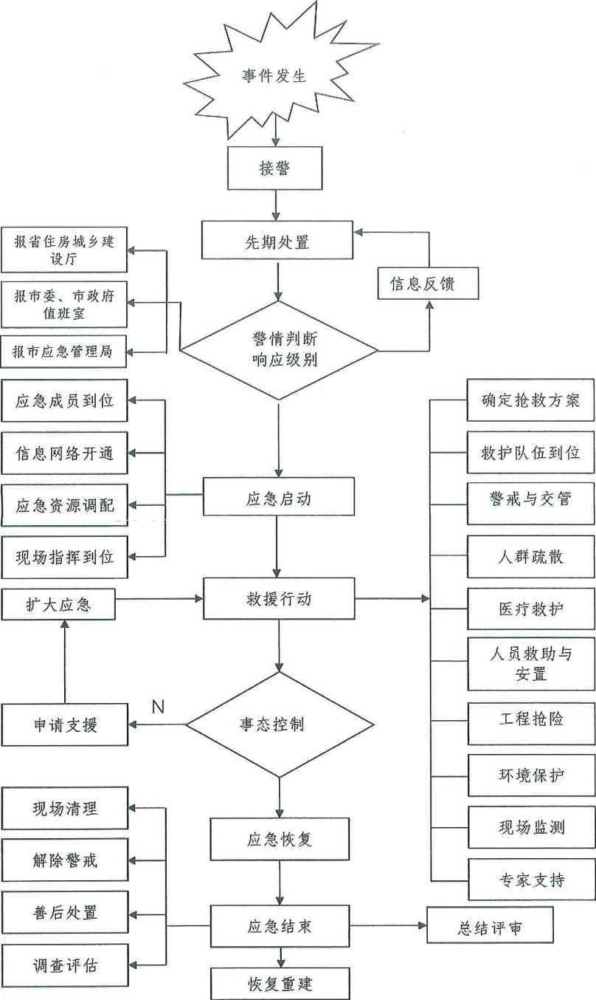 事件发生
接警
先期处置
报省住房城乡建
设厅
信息反馈
报市委、市政府
值班室
警情判断
响应级别
报市应急管理局
应急成员到位
确定抢救方案
信息网络开通
救护队伍到位
应急启动
应急资源调配
警戒与交管
现场指挥到位
人群疏散
扩大应急
救援行动
医疗救护
人员救助与
安置
N
申请支援
事态控制
工程抢险
环境保护
现场清理
应急恢复
现场监测
解除警戒
专家支持
善后处置
应急结束
总结评审
调查评估
恢复重建